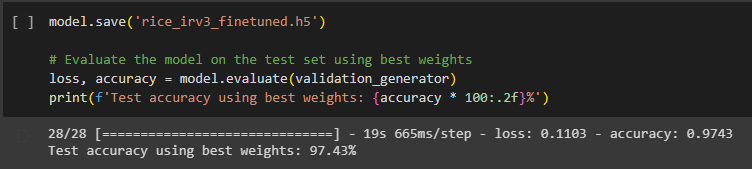 [ ] model.save('rice_irv3_finetuned.h5')
# Evaluate the model on the test set using best weights
loss, accuracy = model.evaluate(validation_generator)
print(f'Test accuracy using best weights: {accuracy * 100:.2f}%')
28/28 [==============================] - 19s 665ms/step - loss: 0.1103 - accuracy: 0.9743
Test accuracy using best weights: 97.43%